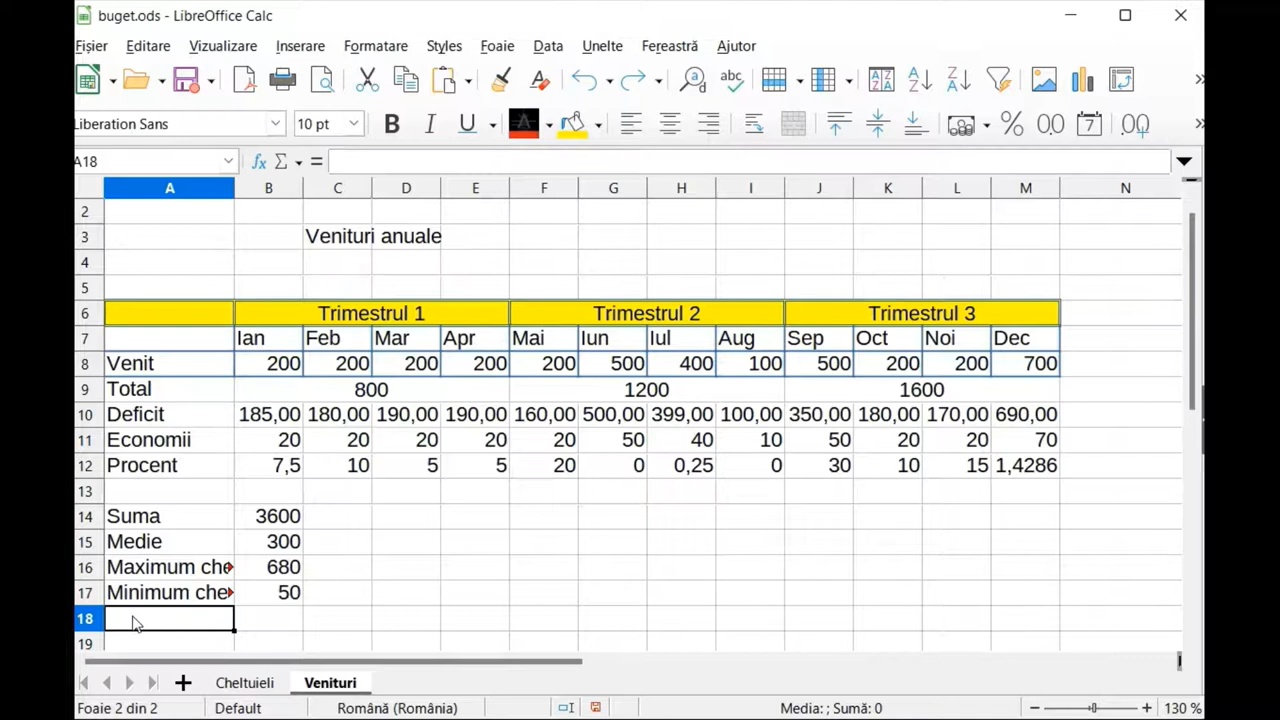 buget.ods - LibreOffice Calc
Fișier Editare Vizualizare Inserare Formatare Styles Foaie Data Unelte Fereastră Ajutor
Liberation Sans 10 pt
A18
A B C D E F G H I J K L M N
2
3 Venituri anuale
4
5
6 Trimestrul 1 Trimestrul 2 Trimestrul 3
7 Ian Feb Mar Apr Mai Iun Iul Aug Sep Oct Noi Dec
8 Venit 200 200 200 200 200 500 400 100 500 200 200 700
9 Total 800 1200 1600
10 Deficit 185,00 180,00 190,00 190,00 160,00 500,00 399,00 100,00 350,00 180,00 170,00 690,00
11 Economii 20 20 20 20 20 50 40 10 50 20 20 70
12 Procent 7,5 10 5 5 20 0 0,25 0 30 10 15 1,4286
13
14 Suma 3600
15 Medie 300
16 Maximum che 680
17 Minimum che 50
18
19
Cheltuieli Venituri
Foaie 2 din 2 Default Română (România) Media: ; Sumă: 0 130 %